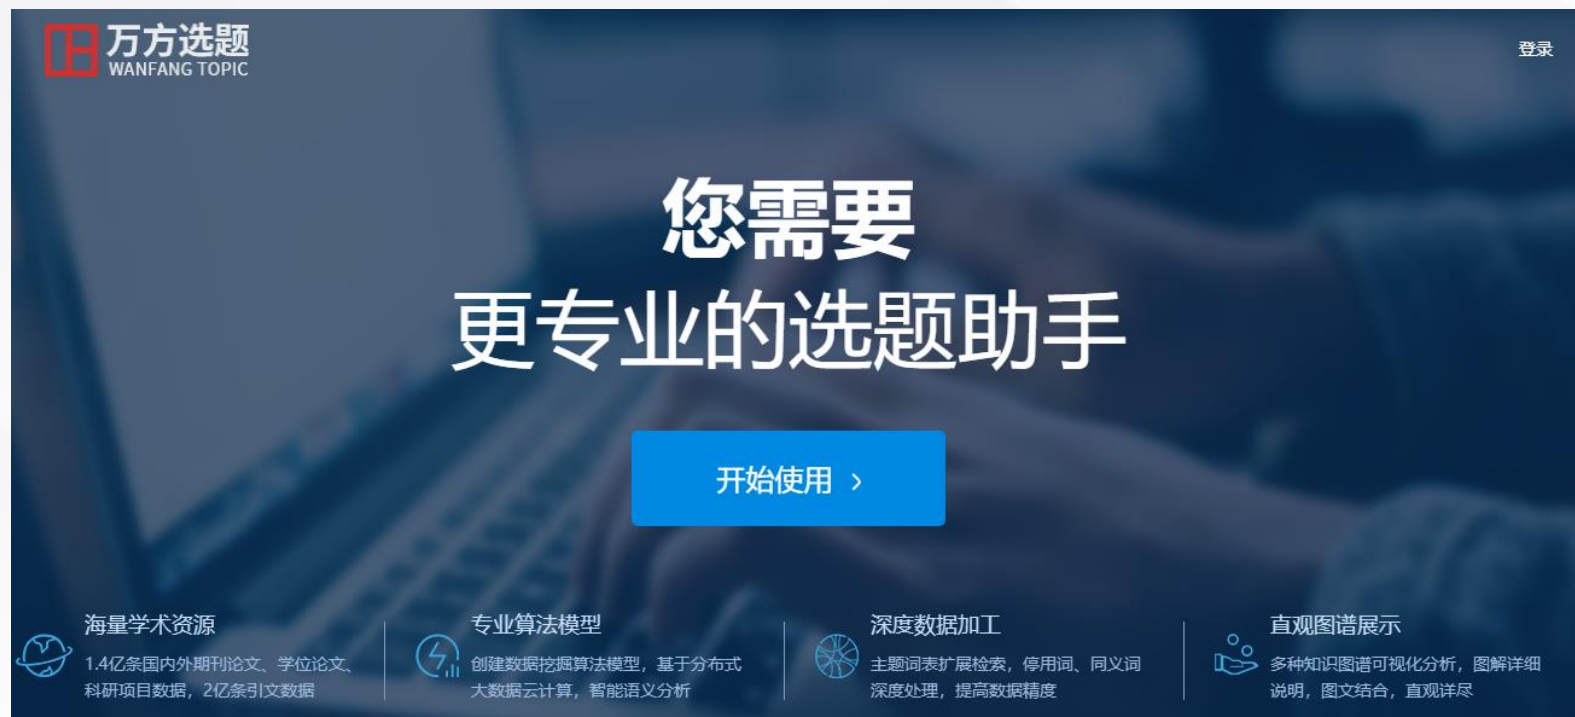 万方选题
WANFANG TOPIC
登录
您需要
更专业的选题助手
开始使用 >
海量学术资源
1.4亿条国内外期刊论文、学位论文、
科研项目数据，2亿条引文数据
专业算法模型
创建数据挖掘算法模型，基于分布式
大数据云计算，智能语义分析
深度数据加工
主题词表扩展检索，停用词、同义词
深度处理，提高数据精度
直观图谱展示
多种知识图谱可视化分析，图解详细
说明，图文结合，直观详尽